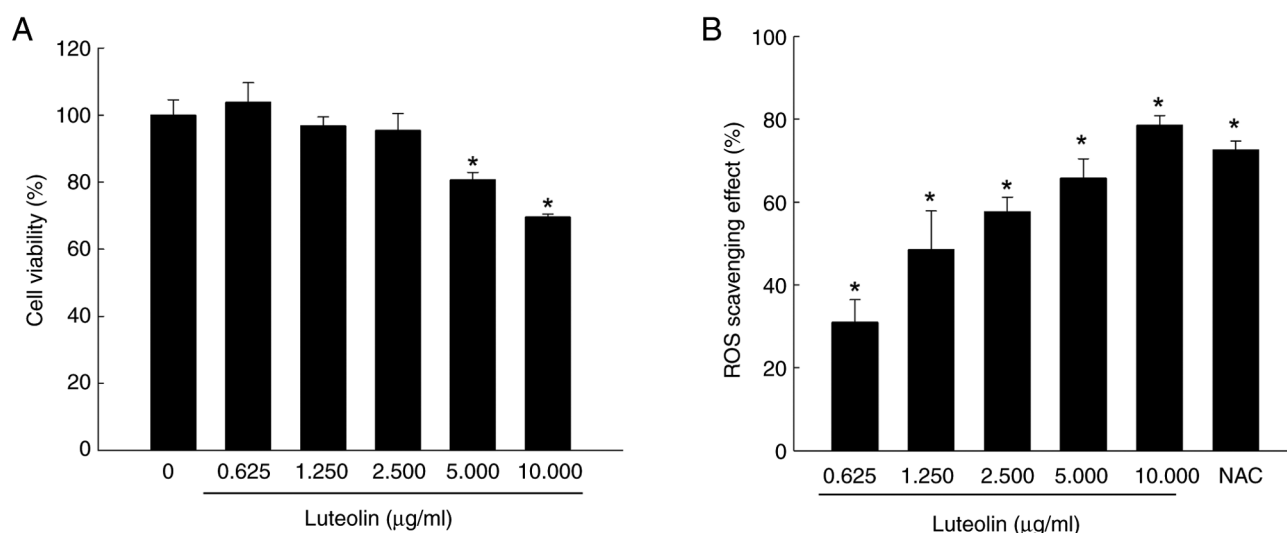 A
Cell viability (%)
120
100
80
60
40
20
0
*
*
0 0.625 1.250 2.500 5.000 10.000
Luteolin (μg/ml)
B
ROS scavenging effect (%)
100
80
60
40
20
0
*
*
*
*
*
*
0.625 1.250 2.500 5.000 10.000 NAC
Luteolin (μg/ml)